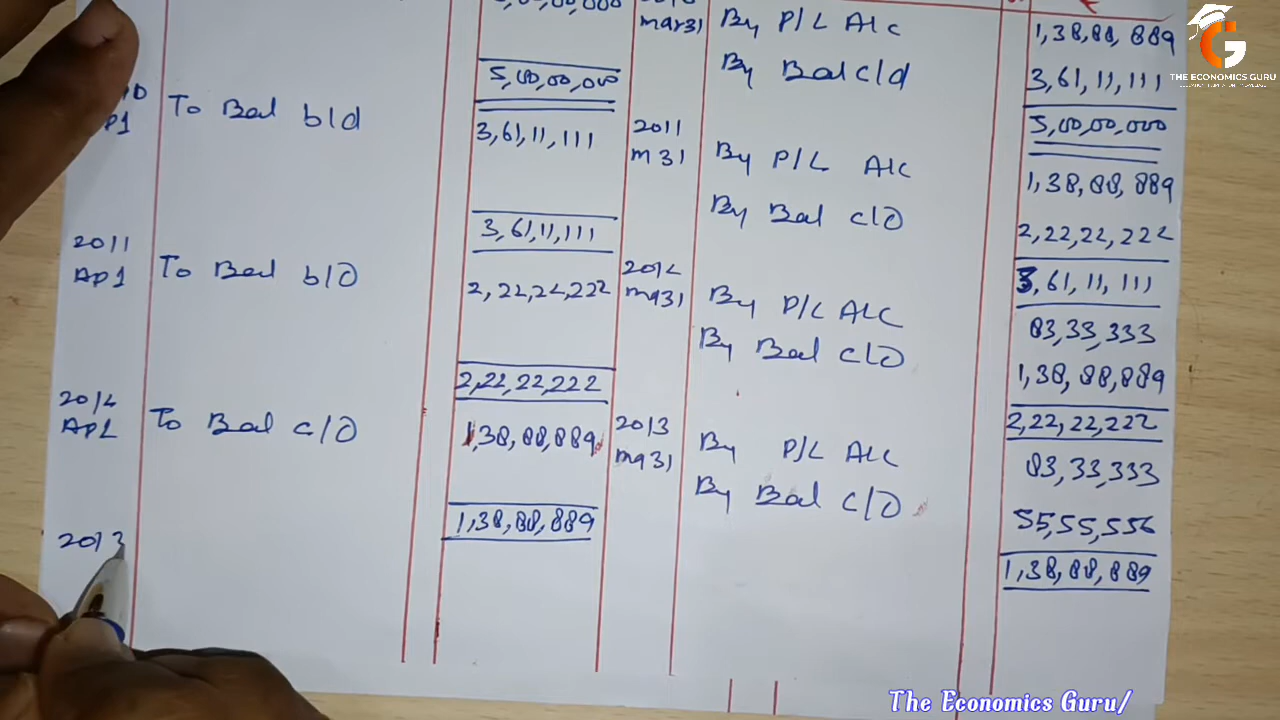 By P/L A/c 1,38,88,889
mar31
By Bal c/d 3,61,11,111
5,00,00,000 5,00,00,000
AP1 To Bal b/d 3,61,11,111
2011
m 31 By P/L A/c 1,38,88,889
By Bal c/D 2,22,22,222
3,61,11,111 3,61,11,111
2011
AP1 To Bal b/D 2,22,22,222
2012
ma31 By P/L A/C 83,33,333
By Bal c/D 1,38,88,889
2,22,22,222 2,22,22,222
2012
AP1 To Bal c/D 1,38,88,889
2013
ma31 By P/L A/C 83,33,333
By Bal c/D 55,55,556
1,38,88,889 1,38,88,889
2013
THE ECONOMICS GURU
The Economics Guru/